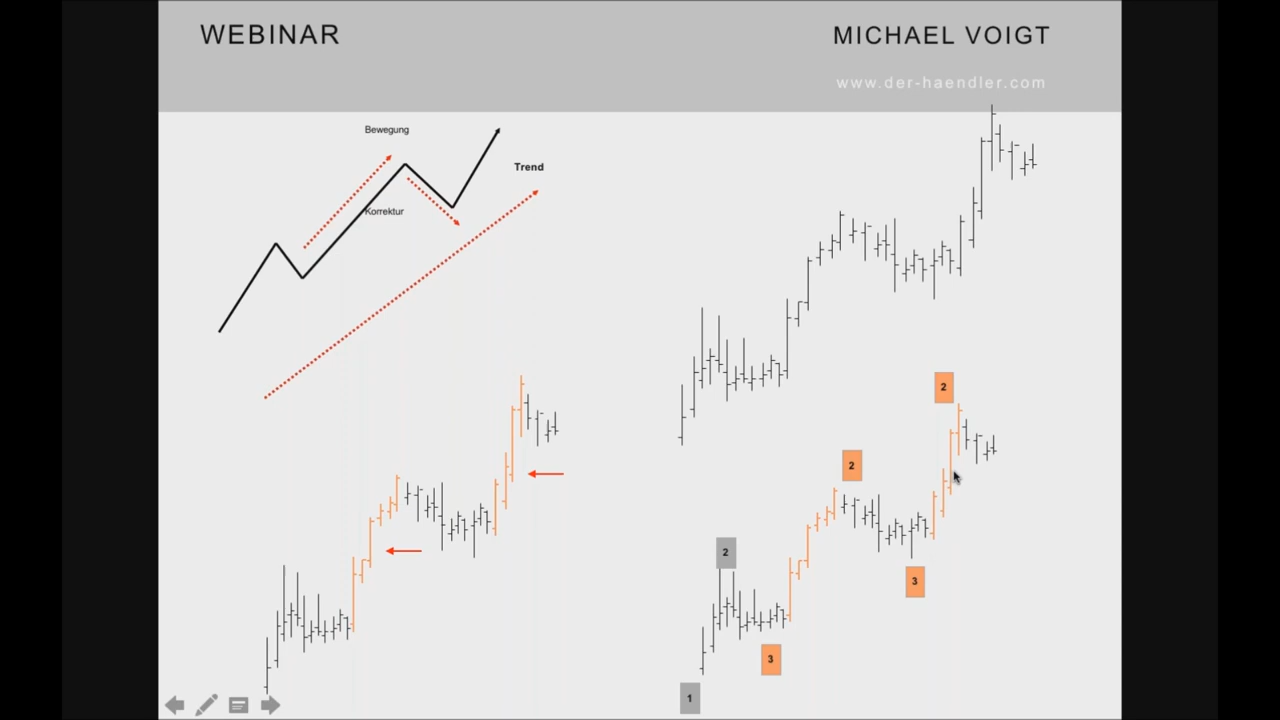 WEBINAR
MICHAEL VOIGT
www.der-haendler.com
Bewegung
Trend
Korrektur
2
2
2
3
3
1